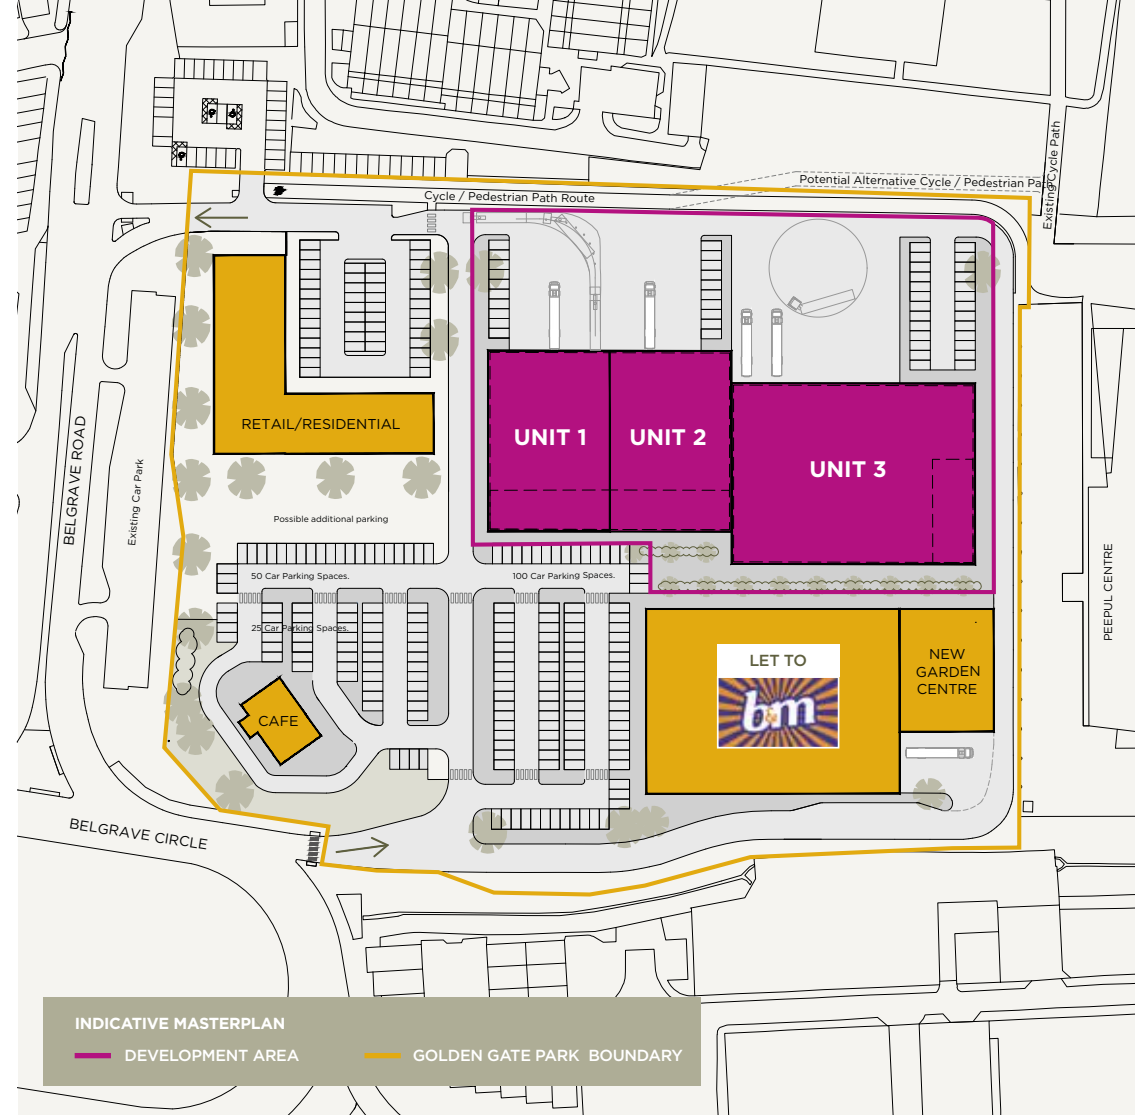 Potential Alternative Cycle / Pedestrian Pa
Existing Cycle Path
Cycle / Pedestrian Path Route
RETAIL/RESIDENTIAL
UNIT 1
UNIT 2
UNIT 3
BELGRAVE ROAD
Existing Car Park
Possible additional parking
50 Car Parking Spaces.
100 Car Parking Spaces.
25 Car Parking Spaces.
PEEPUL CENTRE
LET TO
b&m
NEW
GARDEN
CENTRE
CAFE
BELGRAVE CIRCLE
INDICATIVE MASTERPLAN
DEVELOPMENT AREA
GOLDEN GATE PARK BOUNDARY